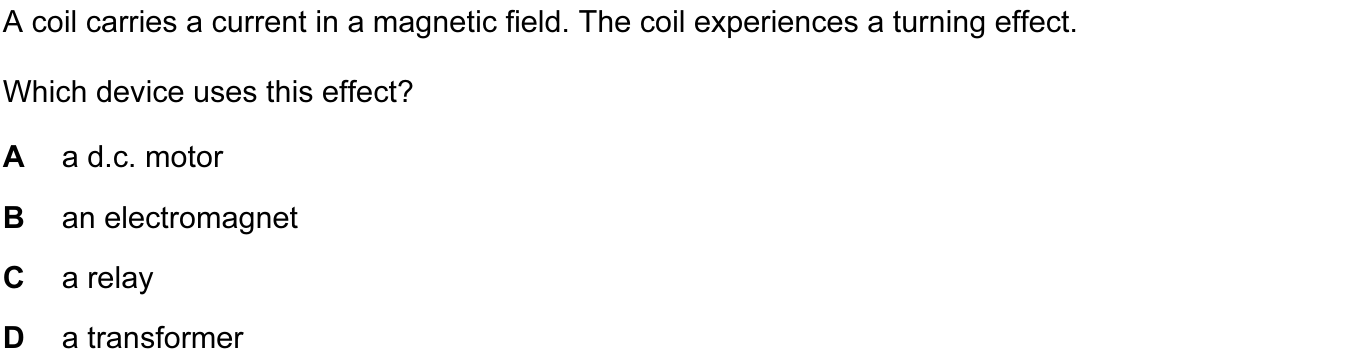 A coil carries a current in a magnetic field. The coil experiences a turning effect.
Which device uses this effect?
A a d.c. motor
B an electromagnet
C a relay
D a transformer